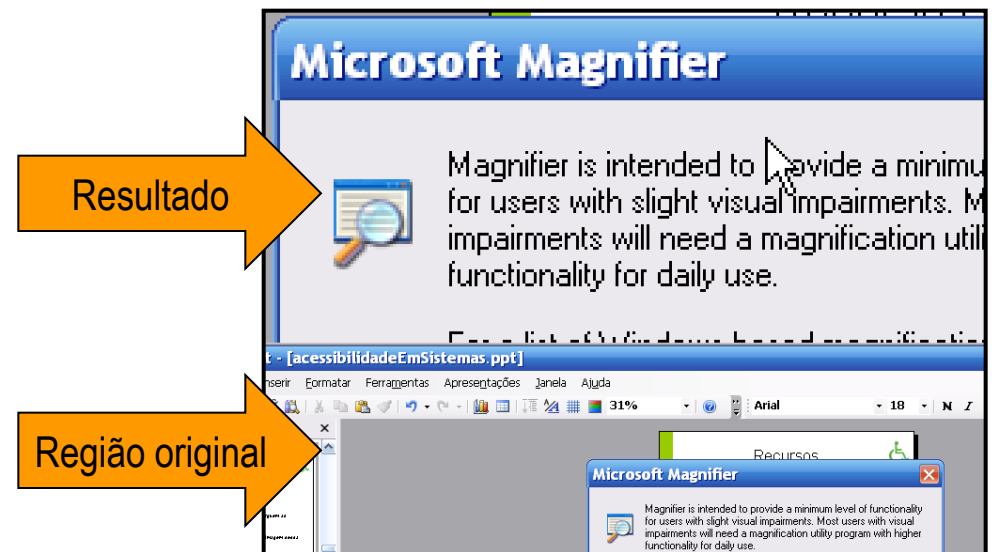 Microsoft Magnifier
Resultado
Magnifier is intended to provide a minimu
for users with slight visual impairments. M
impairments will need a magnification utili
functionality for daily use.
t - [acessibilidadeEmSistemas.ppt]
nserir Formatar Ferramentas Apresentações Janela Ajuda
31% Arial 18 N I
Região original
Recursos
Microsoft Magnifier
Magnifier is intended to provide a minimum level of functionality
for users with slight visual impairments. Most users with visual
impairments will need a magnification utility program with higher
functionality for daily use.